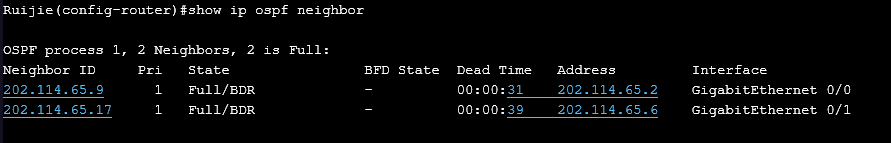 Ruijie(config-router)#show ip ospf neighbor
OSPF process 1, 2 Neighbors, 2 is Full:
Neighbor ID     Pri   State                BFD State  Dead Time   Address         Interface
202.114.65.9      1   Full/BDR             -          00:00:31    202.114.65.2    GigabitEthernet 0/0
202.114.65.17     1   Full/BDR             -          00:00:39    202.114.65.6    GigabitEthernet 0/1